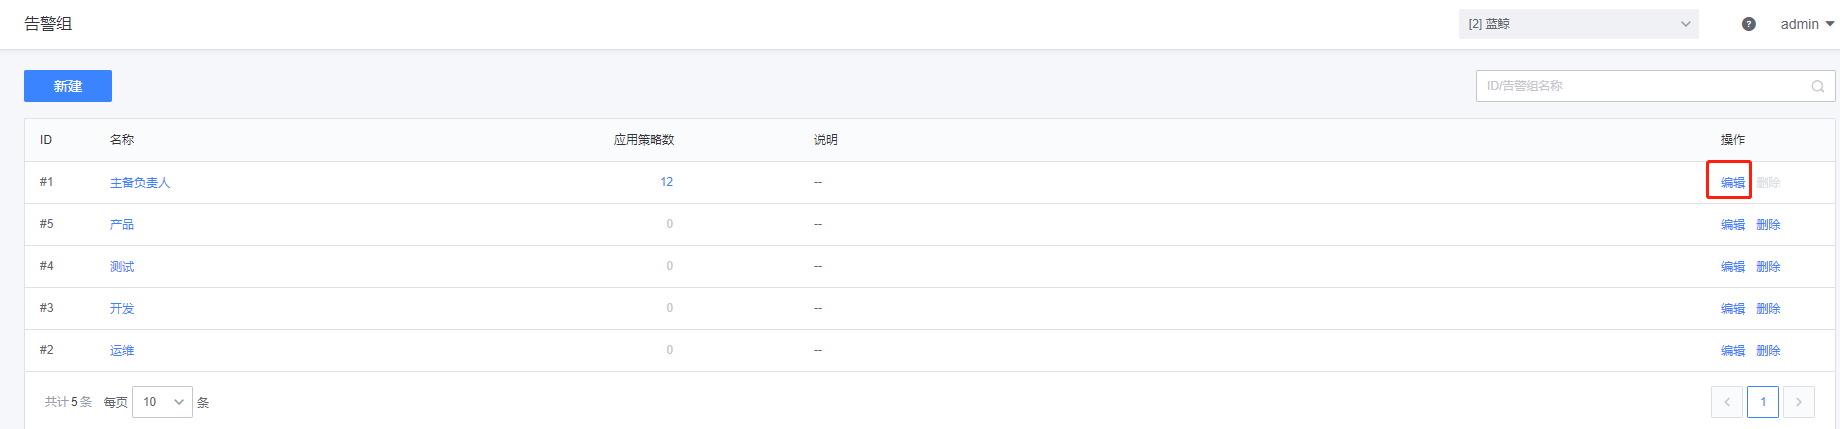 告警组 [2] 蓝鲸 ? admin
新建 ID/告警组名称
ID 名称 应用策略数 说明 操作
#1 主备负责人 12 -- 编辑 删除
#5 产品 0 -- 编辑 删除
#4 测试 0 -- 编辑 删除
#3 开发 0 -- 编辑 删除
#2 运维 0 -- 编辑 删除
共计 5 条 每页 10 条 1